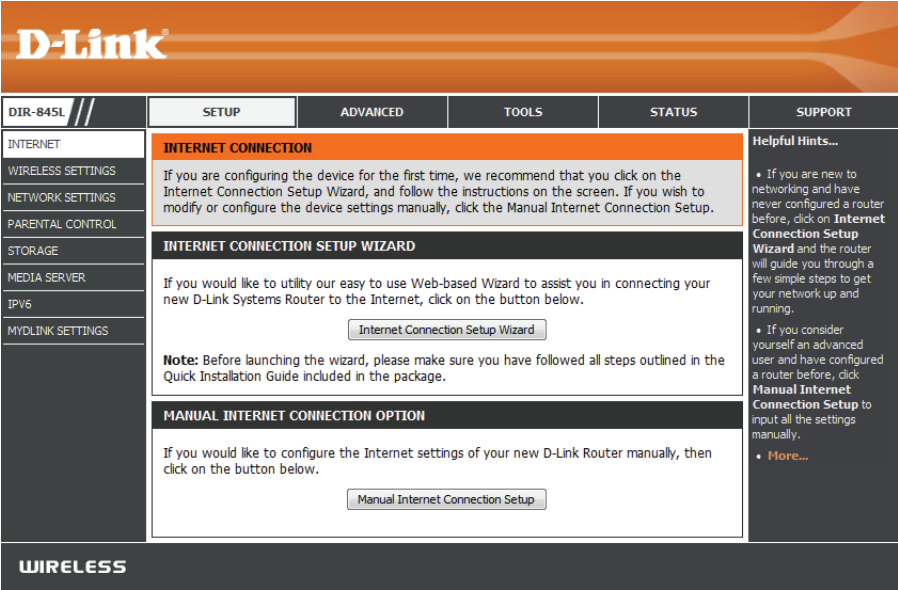 D-Link®
DIR-845L
SETUP
ADVANCED
TOOLS
STATUS
SUPPORT
INTERNET
WIRELESS SETTINGS
NETWORK SETTINGS
PARENTAL CONTROL
STORAGE
MEDIA SERVER
IPV6
MYDLINK SETTINGS
INTERNET CONNECTION
If you are configuring the device for the first time, we recommend that you click on the
Internet Connection Setup Wizard, and follow the instructions on the screen. If you wish to
modify or configure the device settings manually, click the Manual Internet Connection Setup.
INTERNET CONNECTION SETUP WIZARD
If you would like to utility our easy to use Web-based Wizard to assist you in connecting your
new D-Link Systems Router to the Internet, click on the button below.
Internet Connection Setup Wizard
Note: Before launching the wizard, please make sure you have followed all steps outlined in the
Quick Installation Guide included in the package.
MANUAL INTERNET CONNECTION OPTION
If you would like to configure the Internet settings of your new D-Link Router manually, then
click on the button below.
Manual Internet Connection Setup
Helpful Hints...
• If you are new to
networking and have
never configured a router
before, click on Internet
Connection Setup
Wizard and the router
will guide you through a
few simple steps to get
your network up and
running.
• If you consider
yourself an advanced
user and have configured
a router before, click
Manual Internet
Connection Setup to
input all the settings
manually.
• More...
WIRELESS